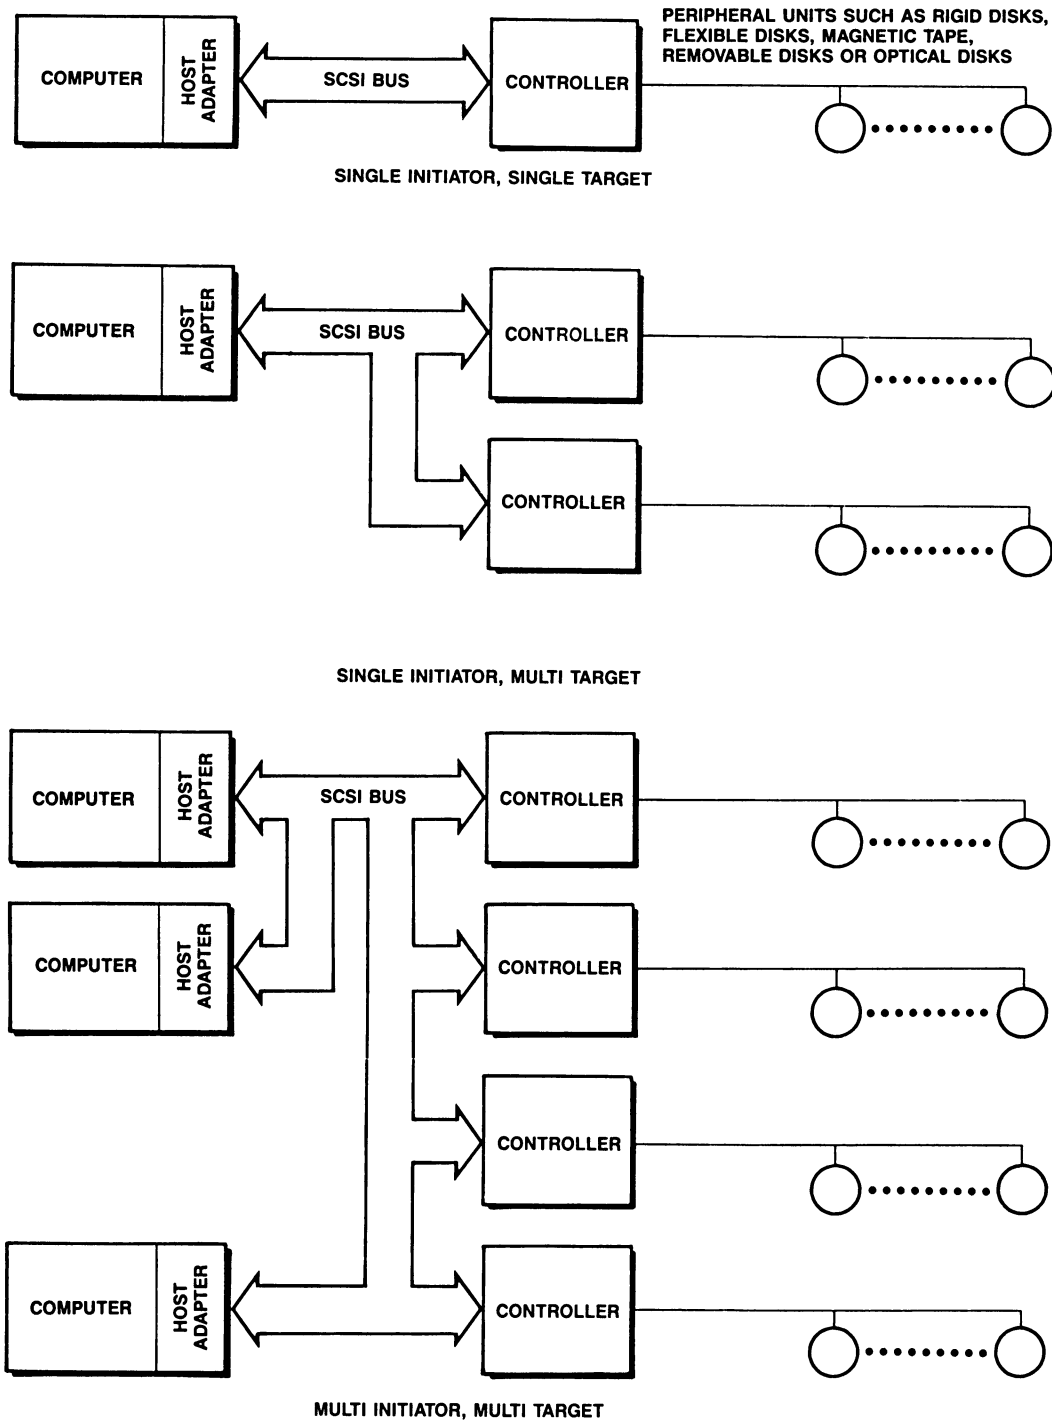 PERIPHERAL UNITS SUCH AS RIGID DISKS,
FLEXIBLE DISKS, MAGNETIC TAPE,
REMOVABLE DISKS OR OPTICAL DISKS
COMPUTER
HOST
ADAPTER
SCSI BUS
CONTROLLER
SINGLE INITIATOR, SINGLE TARGET
COMPUTER
HOST
ADAPTER
SCSI BUS
CONTROLLER
CONTROLLER
SINGLE INITIATOR, MULTI TARGET
COMPUTER
HOST
ADAPTER
SCSI BUS
CONTROLLER
COMPUTER
HOST
ADAPTER
CONTROLLER
CONTROLLER
COMPUTER
HOST
ADAPTER
CONTROLLER
MULTI INITIATOR, MULTI TARGET